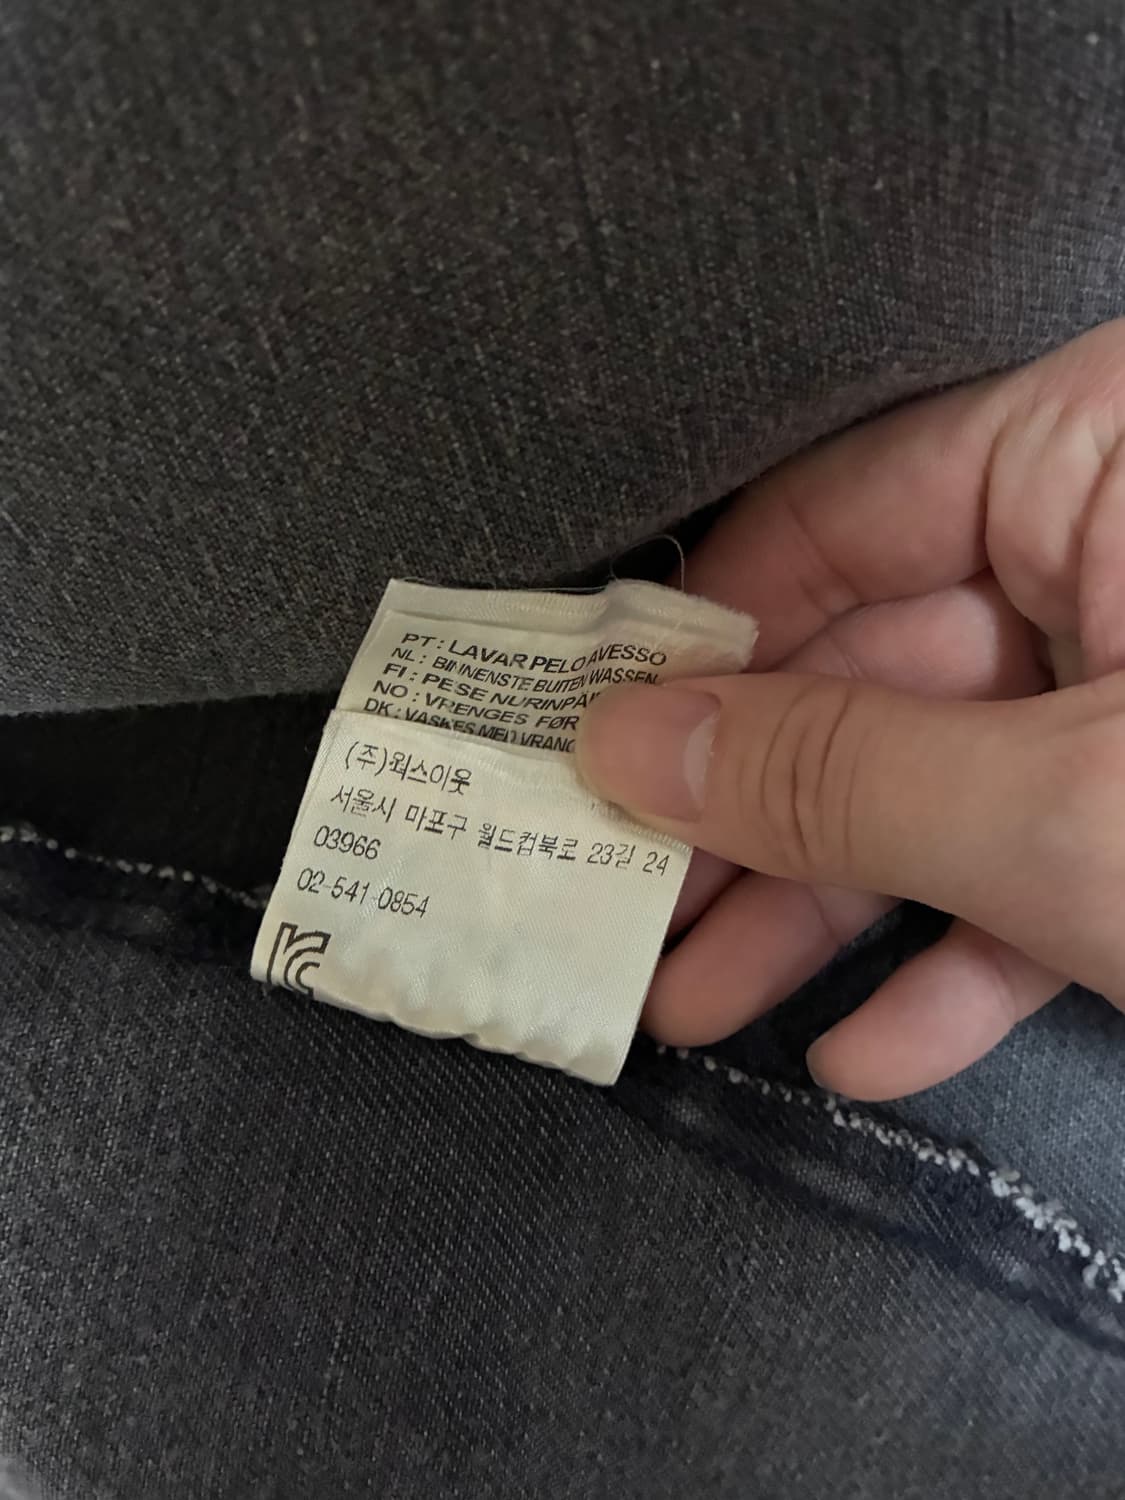 PT : LAVAR PELO AVESSO
NL : BINNENSTE BUITEN WASSEN
FI : PESE NURINPÄ
NO : VRENGES FØR
DK : VASKES MED VRANG
(주)웍스이웃
서울시 마포구 월드컵북로 23길 24
03966
02-541-0854